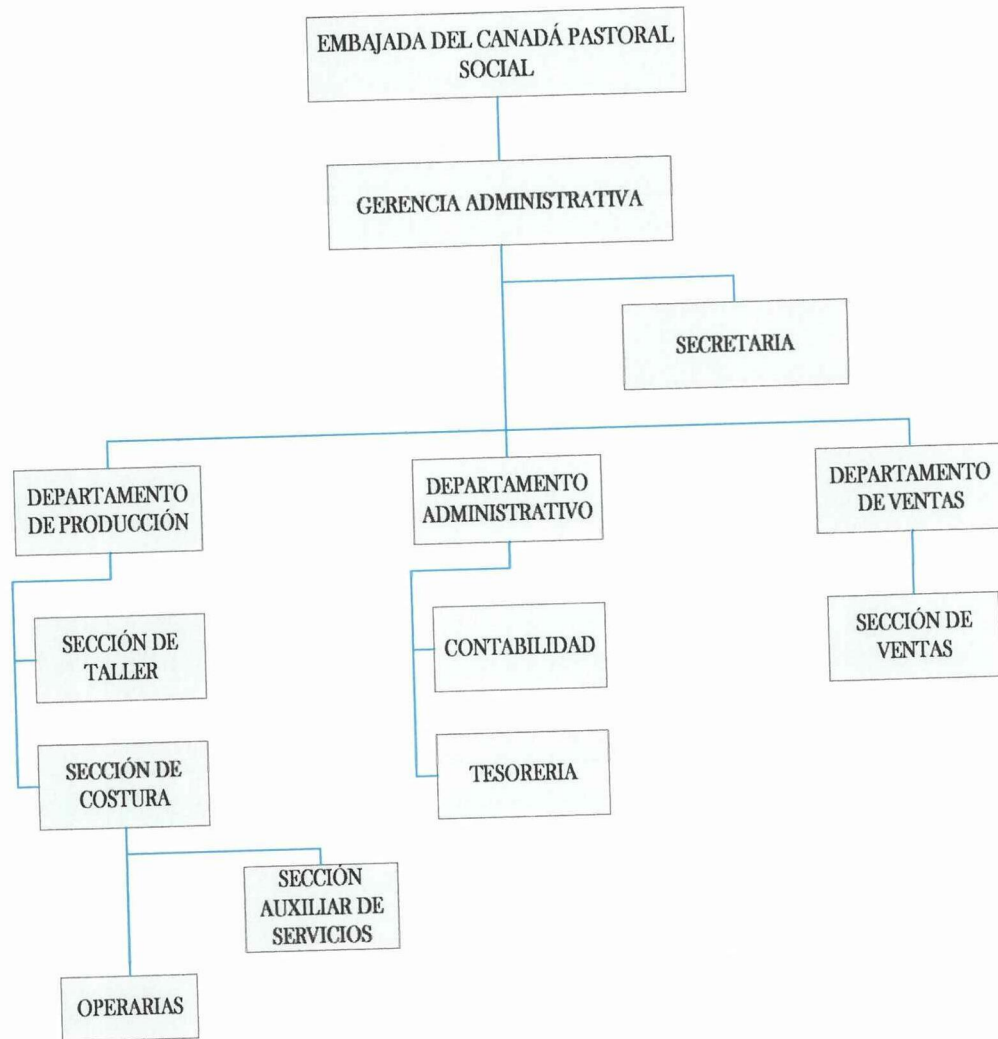 EMBAJADA DEL CANADÁ PASTORAL
SOCIAL
GERENCIA ADMINISTRATIVA
SECRETARIA
DEPARTAMENTO
DE PRODUCCIÓN
DEPARTAMENTO
ADMINISTRATIVO
DEPARTAMENTO
DE VENTAS
SECCIÓN DE
TALLER
CONTABILIDAD
SECCIÓN DE
VENTAS
SECCIÓN DE
COSTURA
TESORERIA
SECCIÓN
AUXILIAR DE
SERVICIOS
OPERARIAS